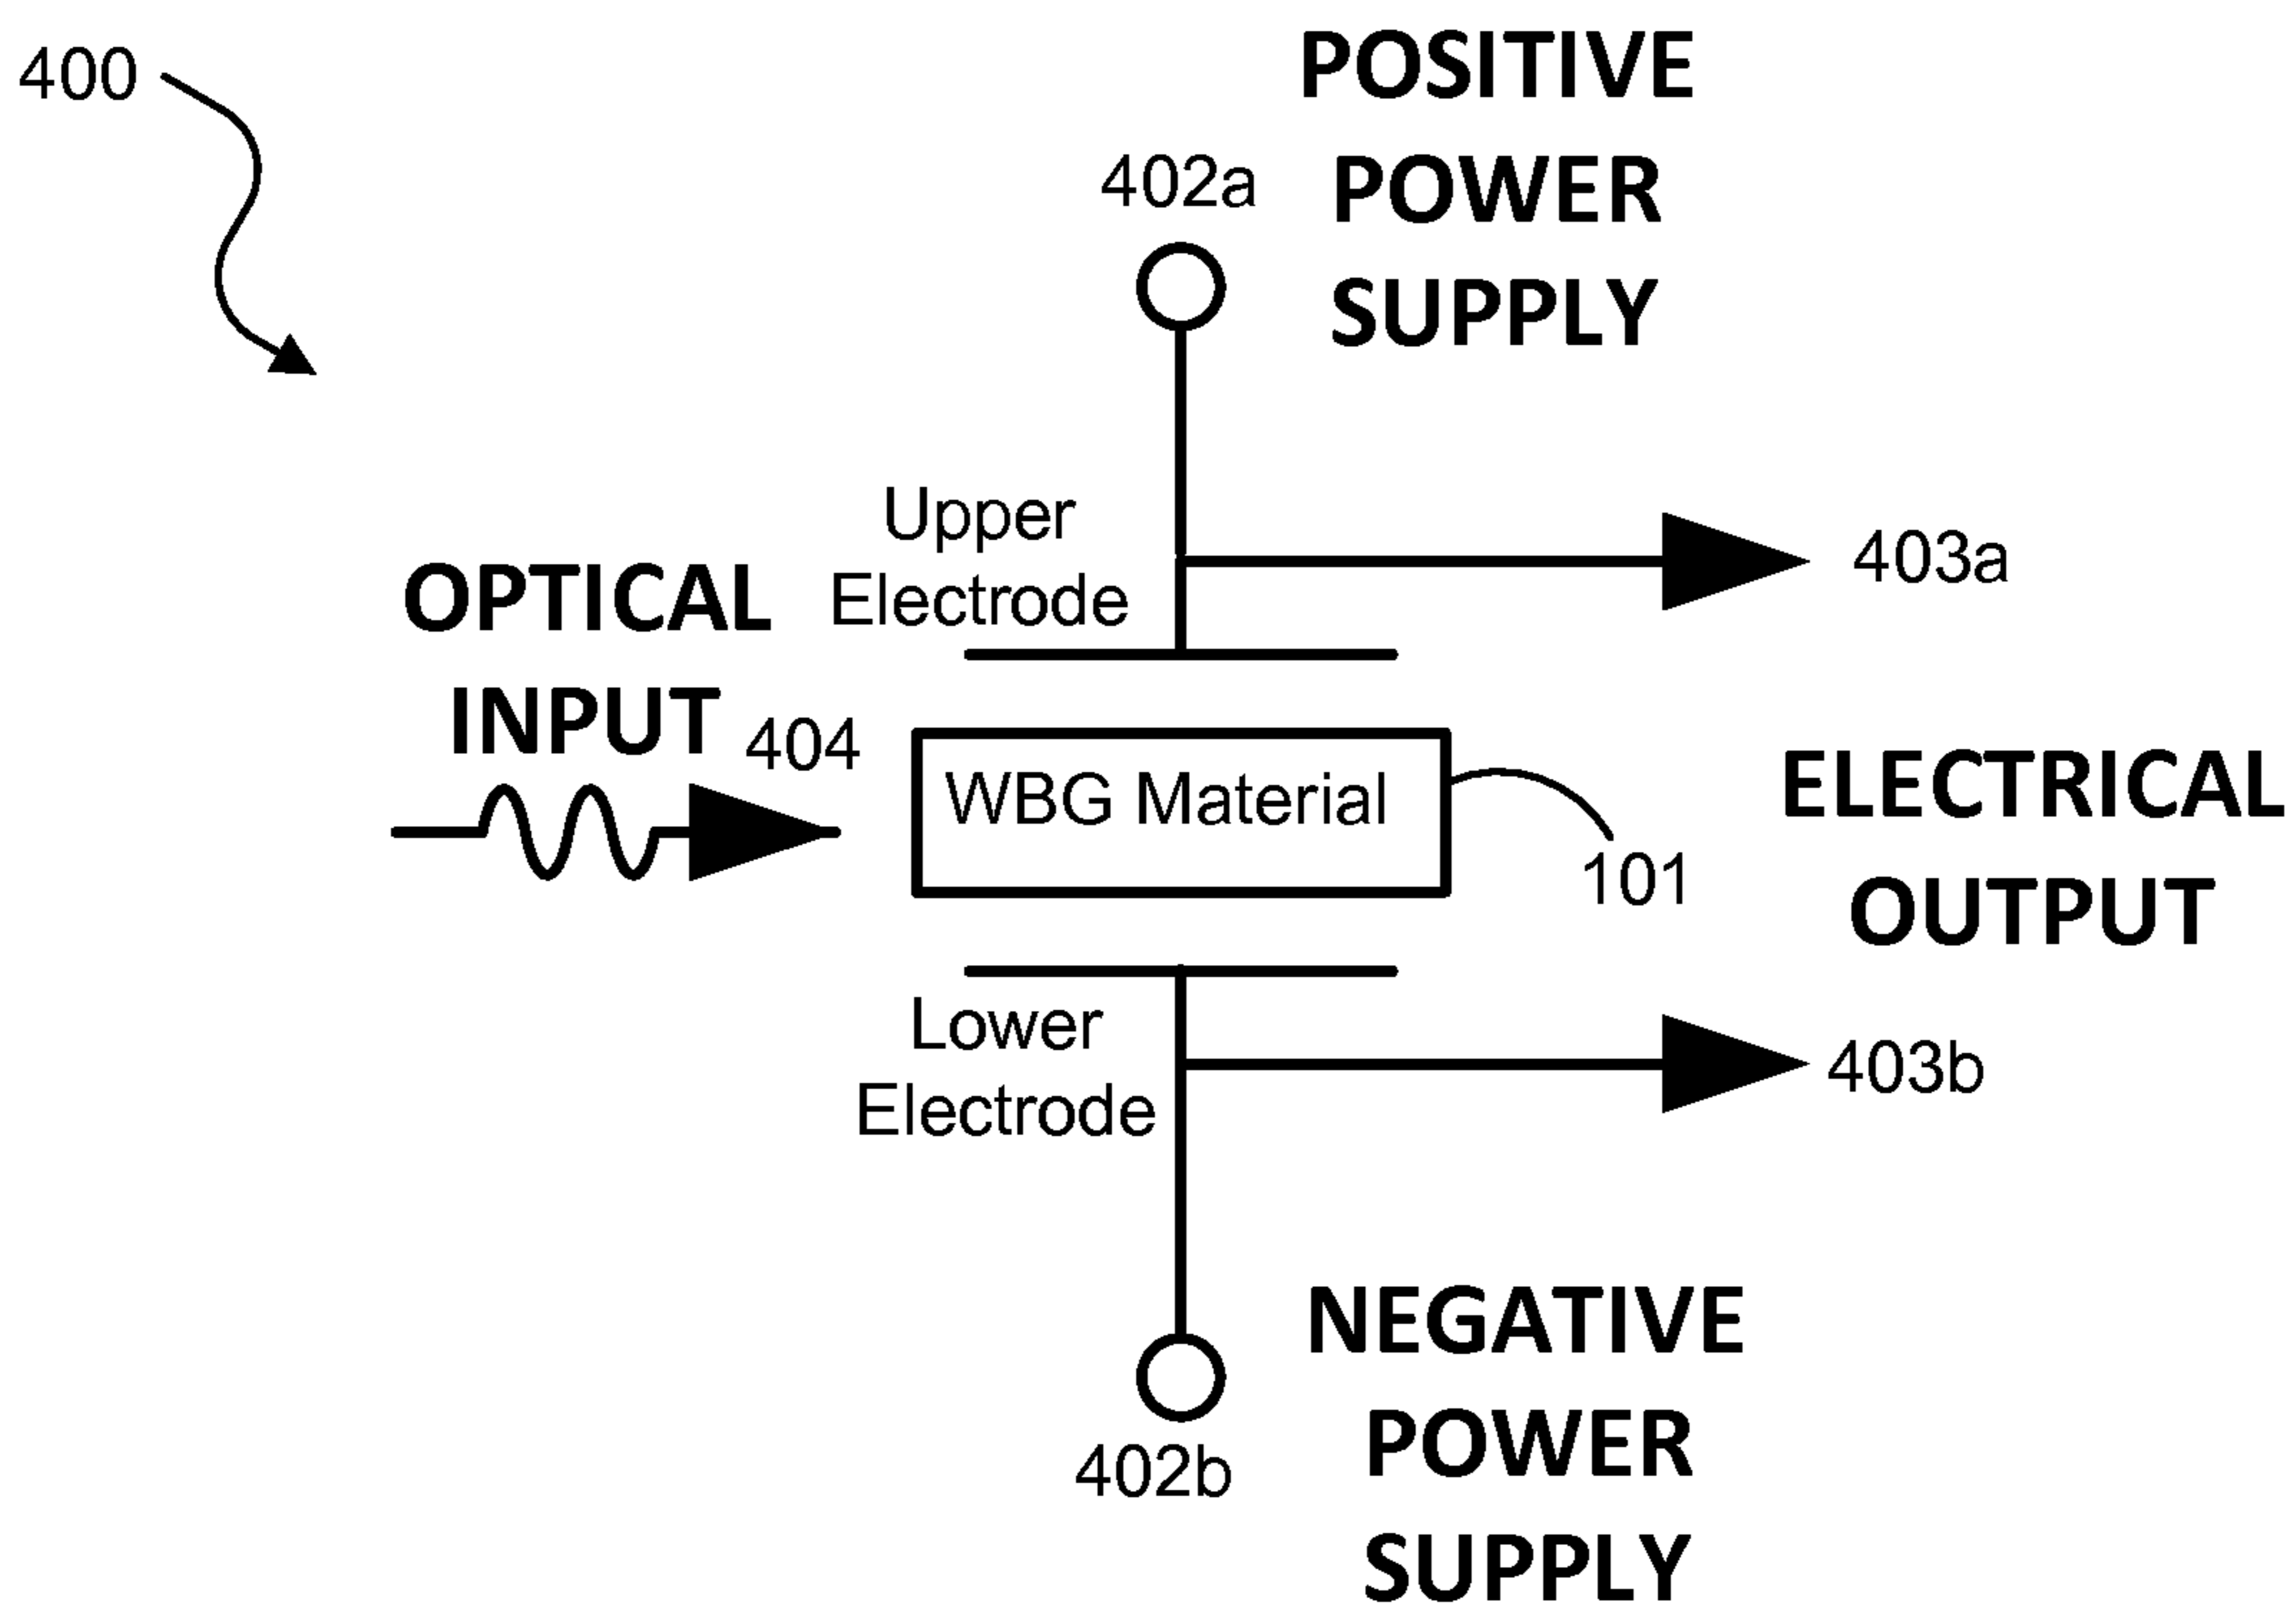 400
POSITIVE
POWER
SUPPLY
402a
Upper
Electrode
403a
OPTICAL
INPUT
404
WBG Material
101
ELECTRICAL
OUTPUT
Lower
Electrode
403b
402b
NEGATIVE
POWER
SUPPLY